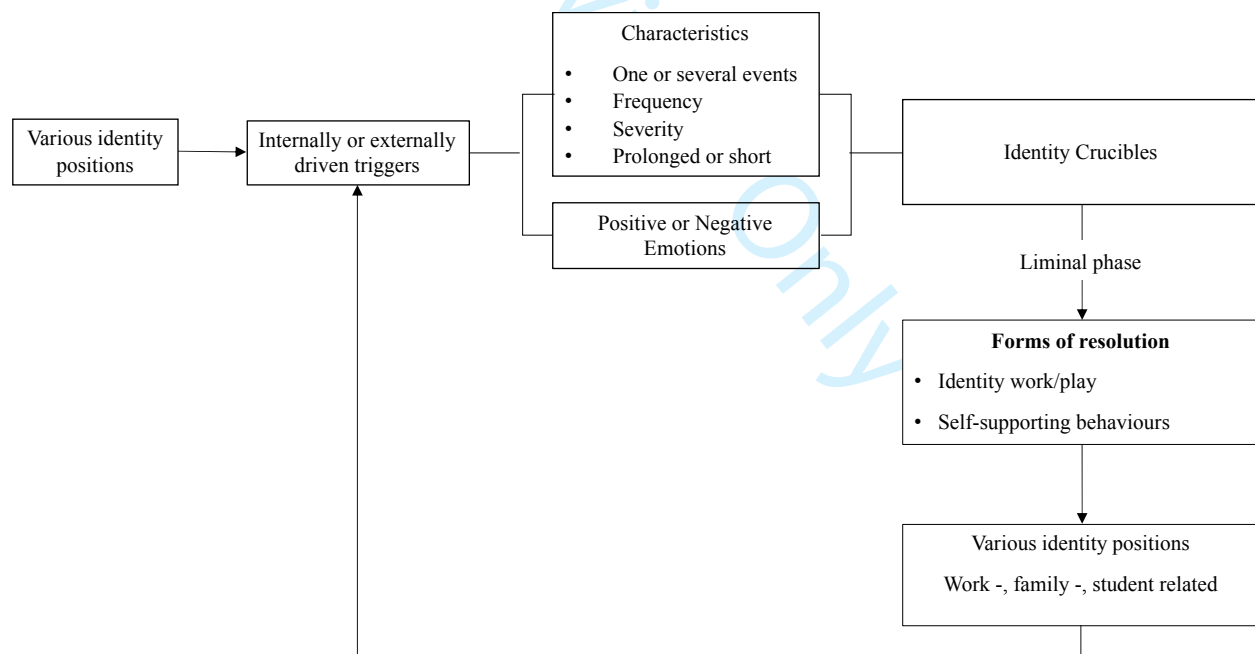 Various identity
positions
Internally or externally
driven triggers
Characteristics
• One or several events
• Frequency
• Severity
• Prolonged or short
Positive or Negative
Emotions
Identity Crucibles
Liminal phase
Forms of resolution
• Identity work/play
• Self-supporting behaviours
Various identity positions
Work -, family -, student related
Only